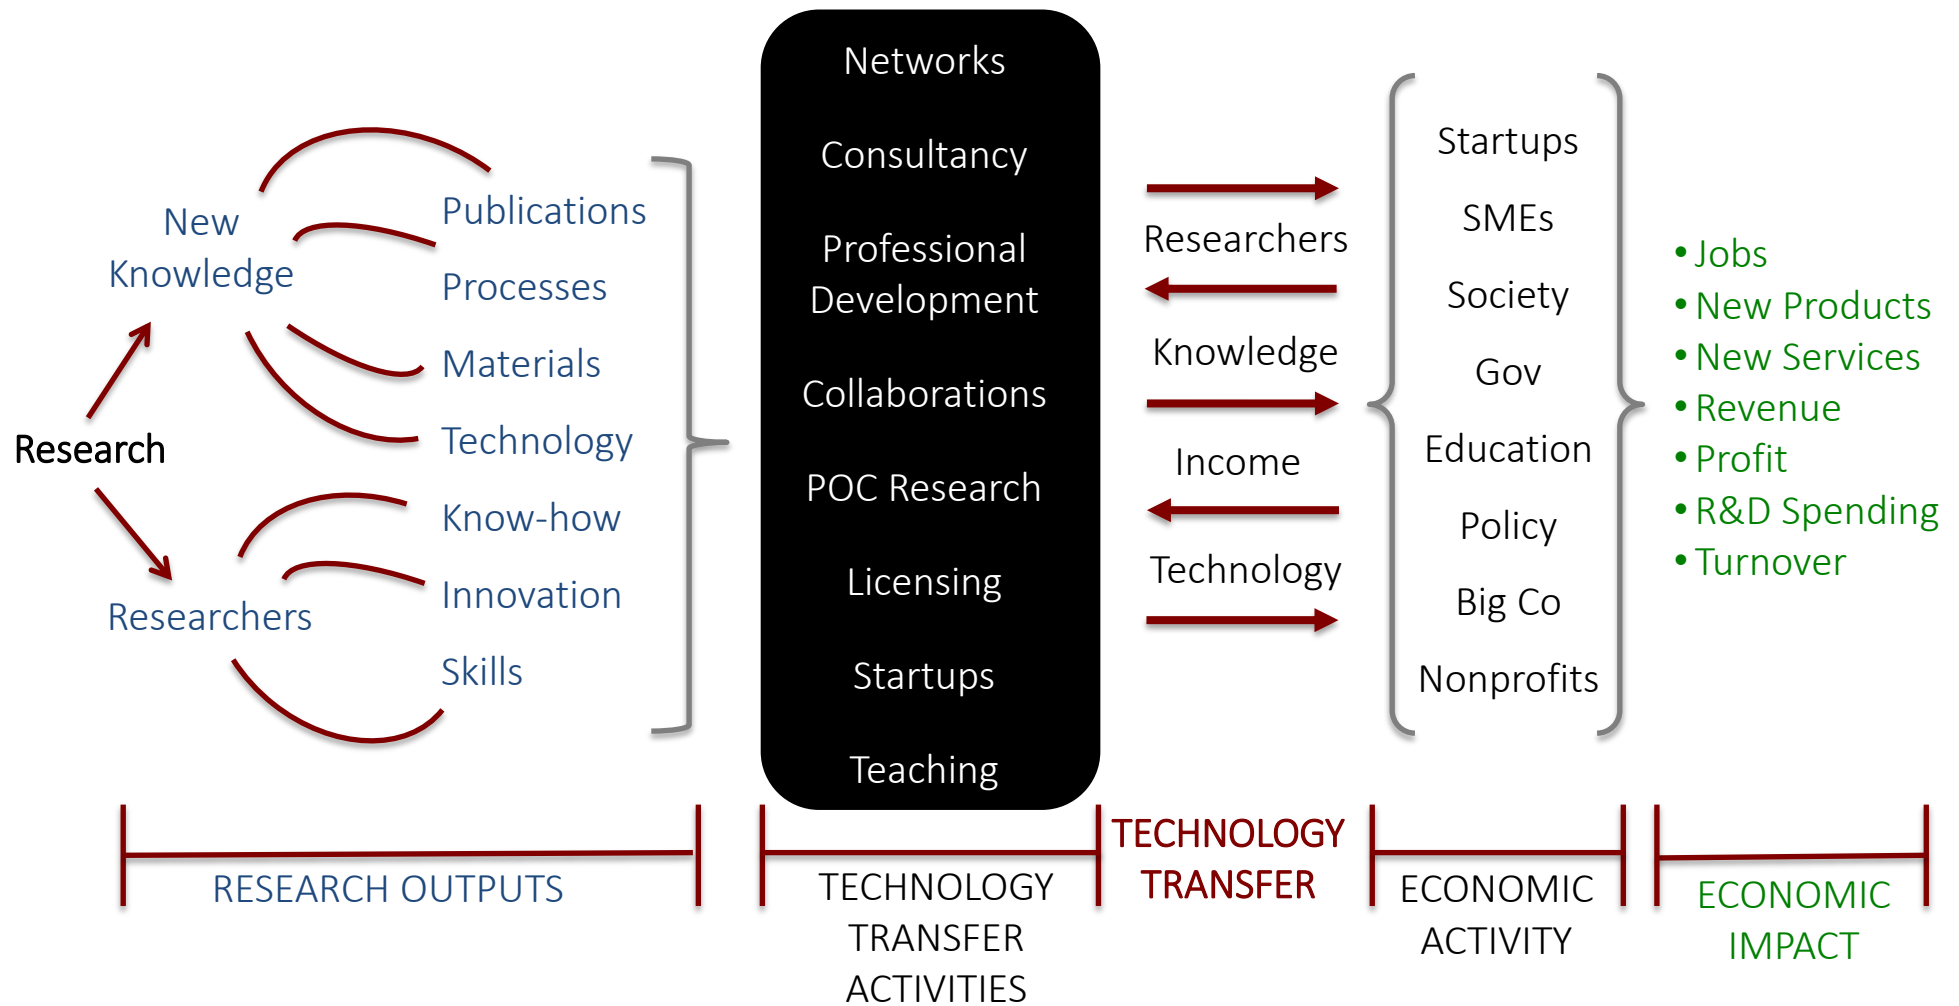 Research
New
Knowledge
Researchers
Publications
Processes
Materials
Technology
Know-how
Innovation
Skills
RESEARCH OUTPUTS
Networks
Consultancy
Professional
Development
Collaborations
POC Research
Licensing
Startups
Teaching
TECHNOLOGY
TRANSFER
ACTIVITIES
Researchers
Knowledge
Income
Technology
TECHNOLOGY
TRANSFER
Startups
SMEs
Society
Gov
Education
Policy
Big Co
Nonprofits
ECONOMIC
ACTIVITY
• Jobs
• New Products
• New Services
• Revenue
• Profit
• R&D Spending
• Turnover
ECONOMIC
IMPACT